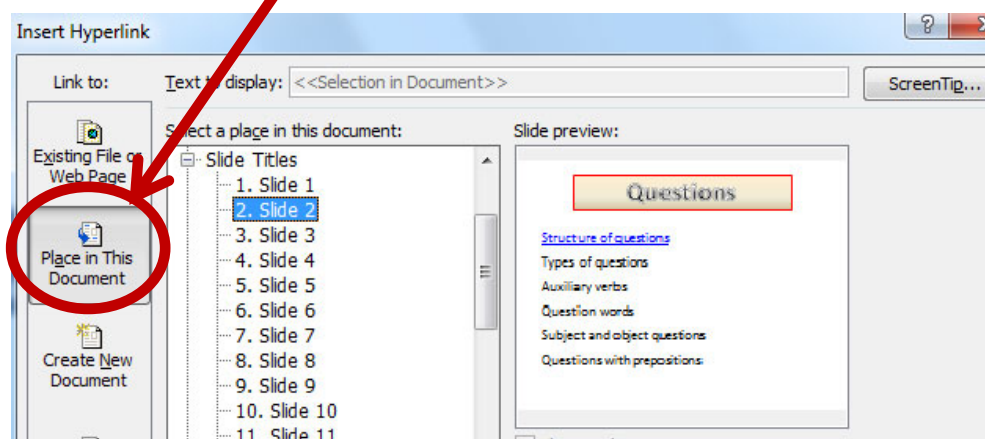 Insert Hyperlink
Link to:
Text to display: <<Selection in Document>>
ScreenTip...
Select a place in this document:
Slide preview:
Existing File or
Web Page
Place in This
Document
Create New
Document
Slide Titles
1. Slide 1
2. Slide 2
3. Slide 3
4. Slide 4
5. Slide 5
6. Slide 6
7. Slide 7
8. Slide 8
9. Slide 9
10. Slide 10
11. Slide 11
Questions
Structure of questions
Types of questions
Auxiliary verbs
Question words
Subject and object questions
Questions with prepositions